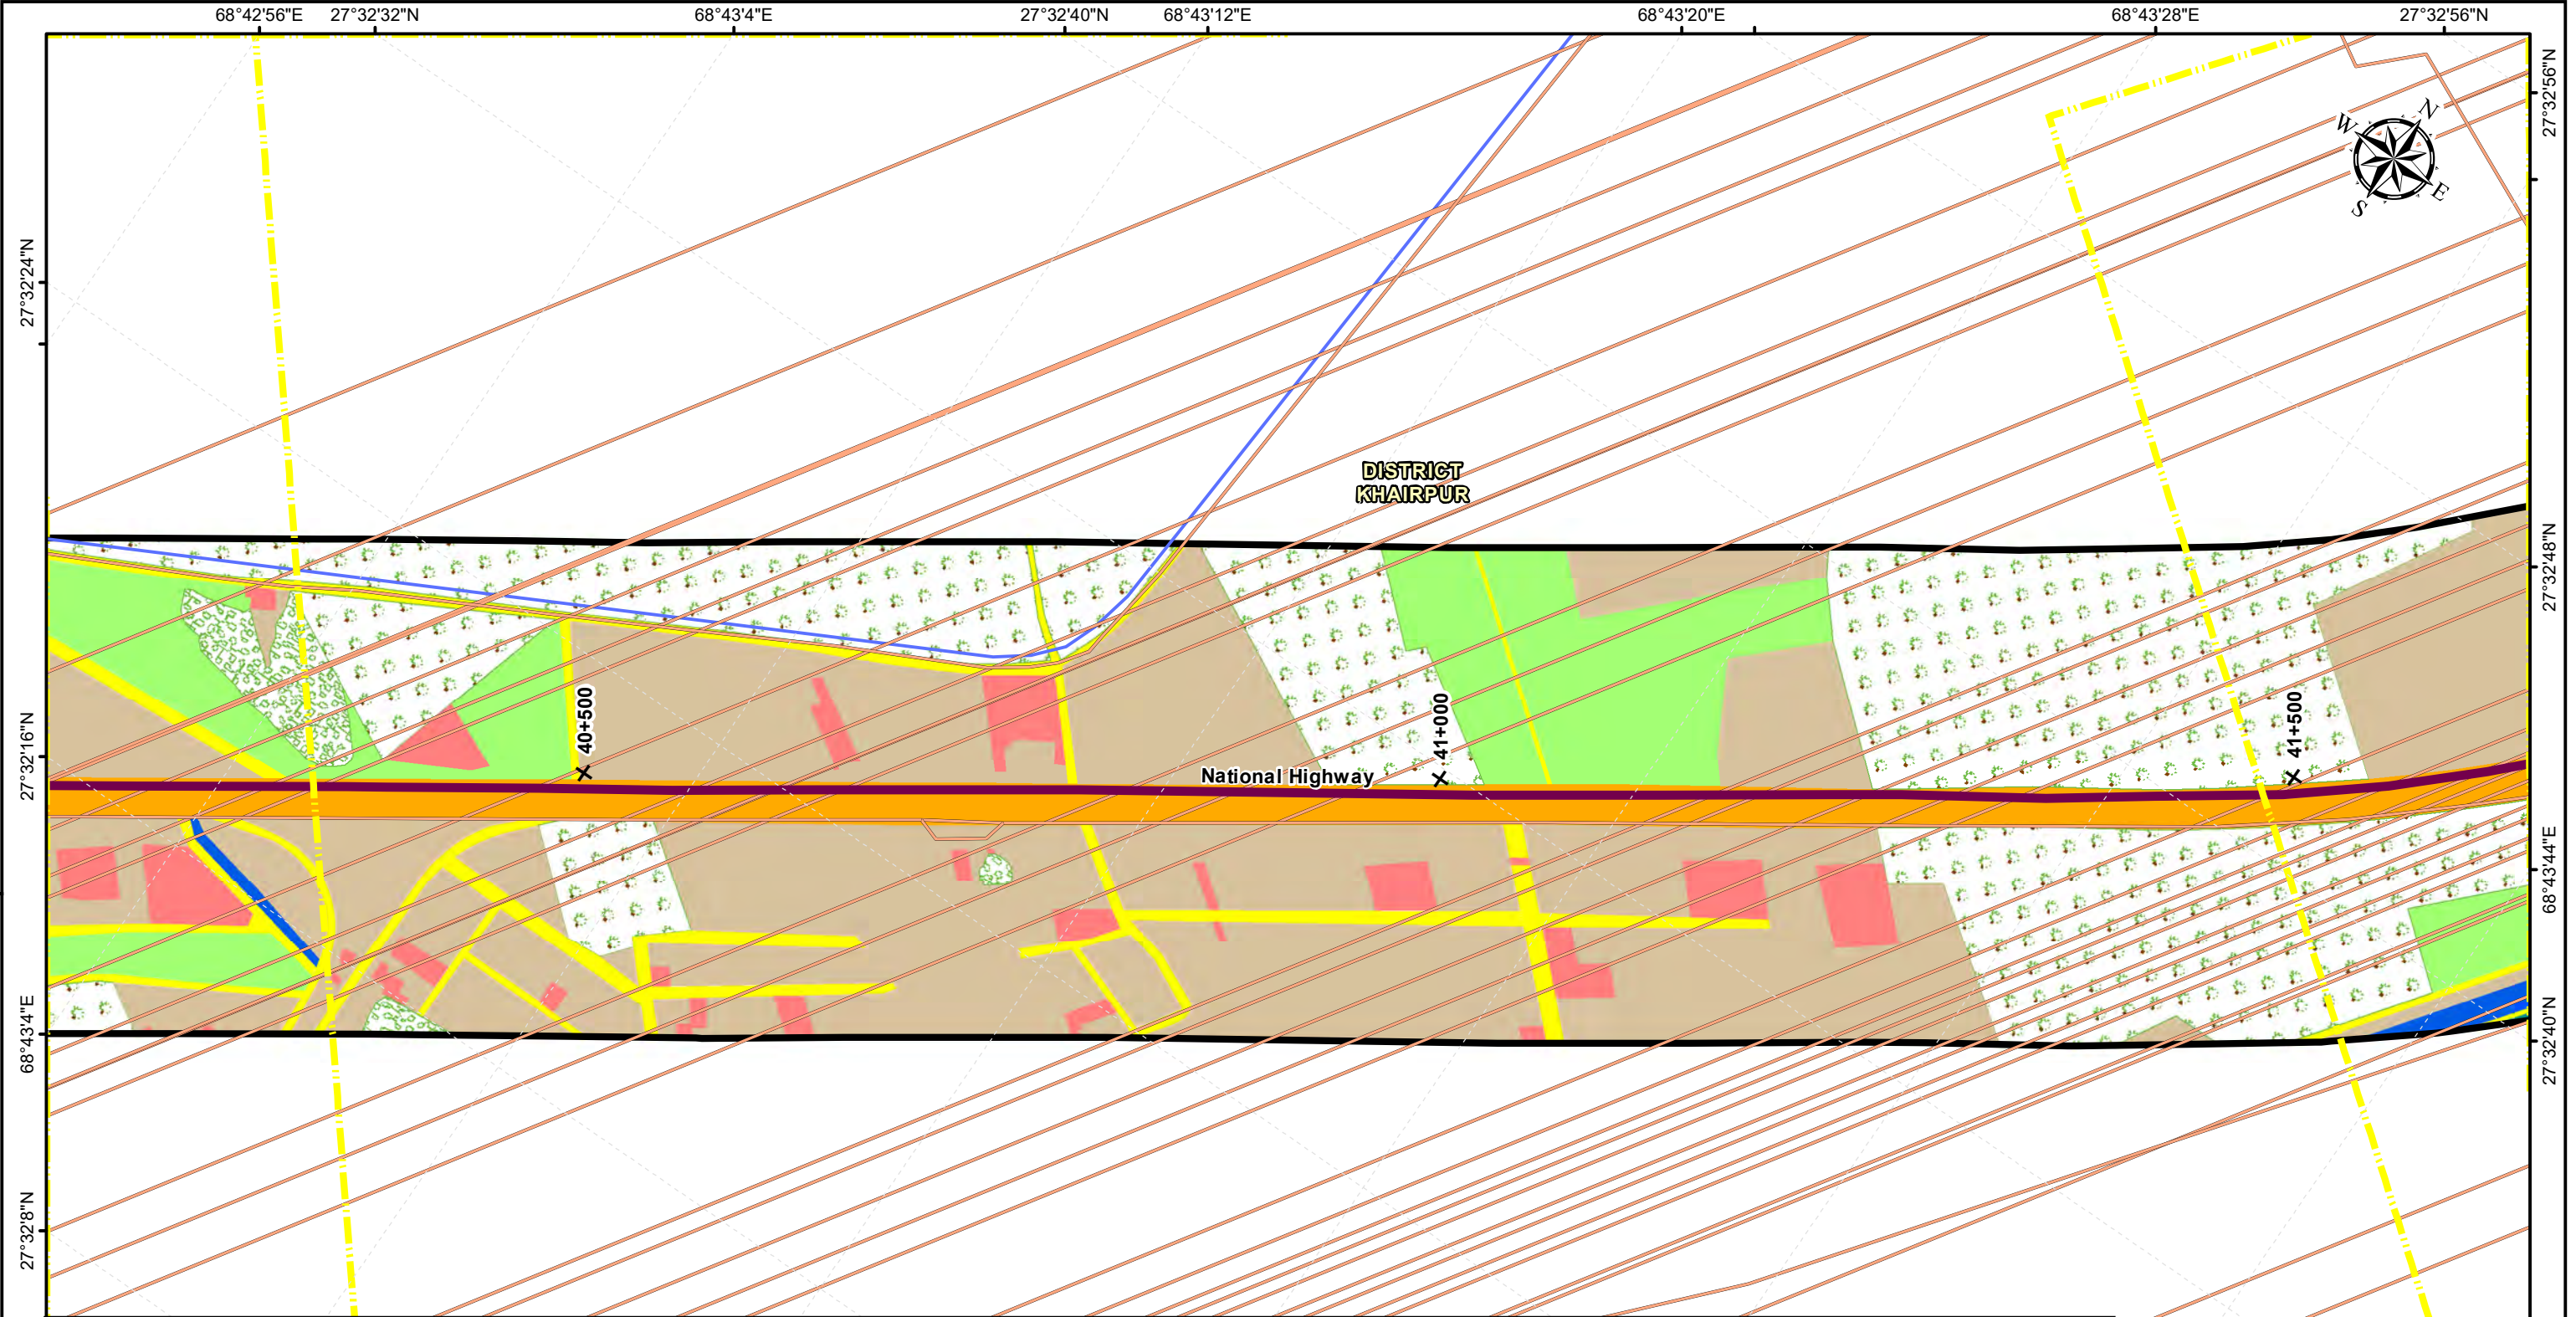 68°42'56"E
27°32'32"N
68°43'4"E
27°32'40"N
68°43'12"E
68°43'20"E
68°43'28"E
27°32'56"N
27°32'56"N
N
W
E
S
27°32'24"N
DISTRICT
KHAIRPUR
27°32'48"N
40+500
41+000
41+500
27°32'16"N
National Highway
68°43'44"E
68°43'4"E
27°32'40"N
27°32'8"N